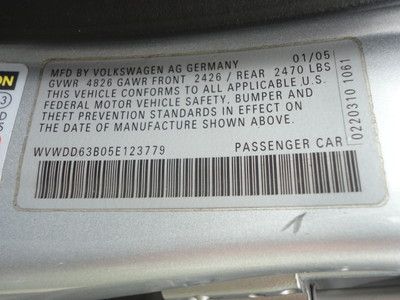 MFD BY VOLKSWAGEN AG GERMANY 01/05
GVWR 4826 GAWR FRONT 2426 / REAR 2470 LBS
THIS VEHICLE CONFORMS TO ALL APPLICABLE U.S.
FEDERAL MOTOR VEHICLE SAFETY, BUMPER AND
THEFT PREVENTION STANDARDS IN EFFECT ON
THE DATE OF MANUFACTURE SHOWN ABOVE.
WVWDD63B05E123779 PASSENGER CAR
0220310 1061